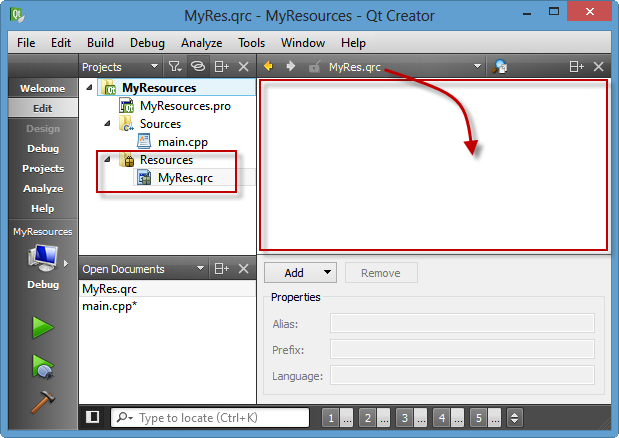 MyRes.qrc - MyResources - Qt Creator
File Edit Build Debug Analyze Tools Window Help
Projects
MyRes.qrc
Welcome
Edit
Design
Debug
Projects
Analyze
Help
MyResources
Debug
MyResources
MyResources.pro
Sources
main.cpp
Resources
MyRes.qrc
Open Documents
MyRes.qrc
main.cpp*
Add Remove
Properties
Alias:
Prefix:
Language:
Type to locate (Ctrl+K) 1 ... 2 ... 3 ... 4 ... 5 ...